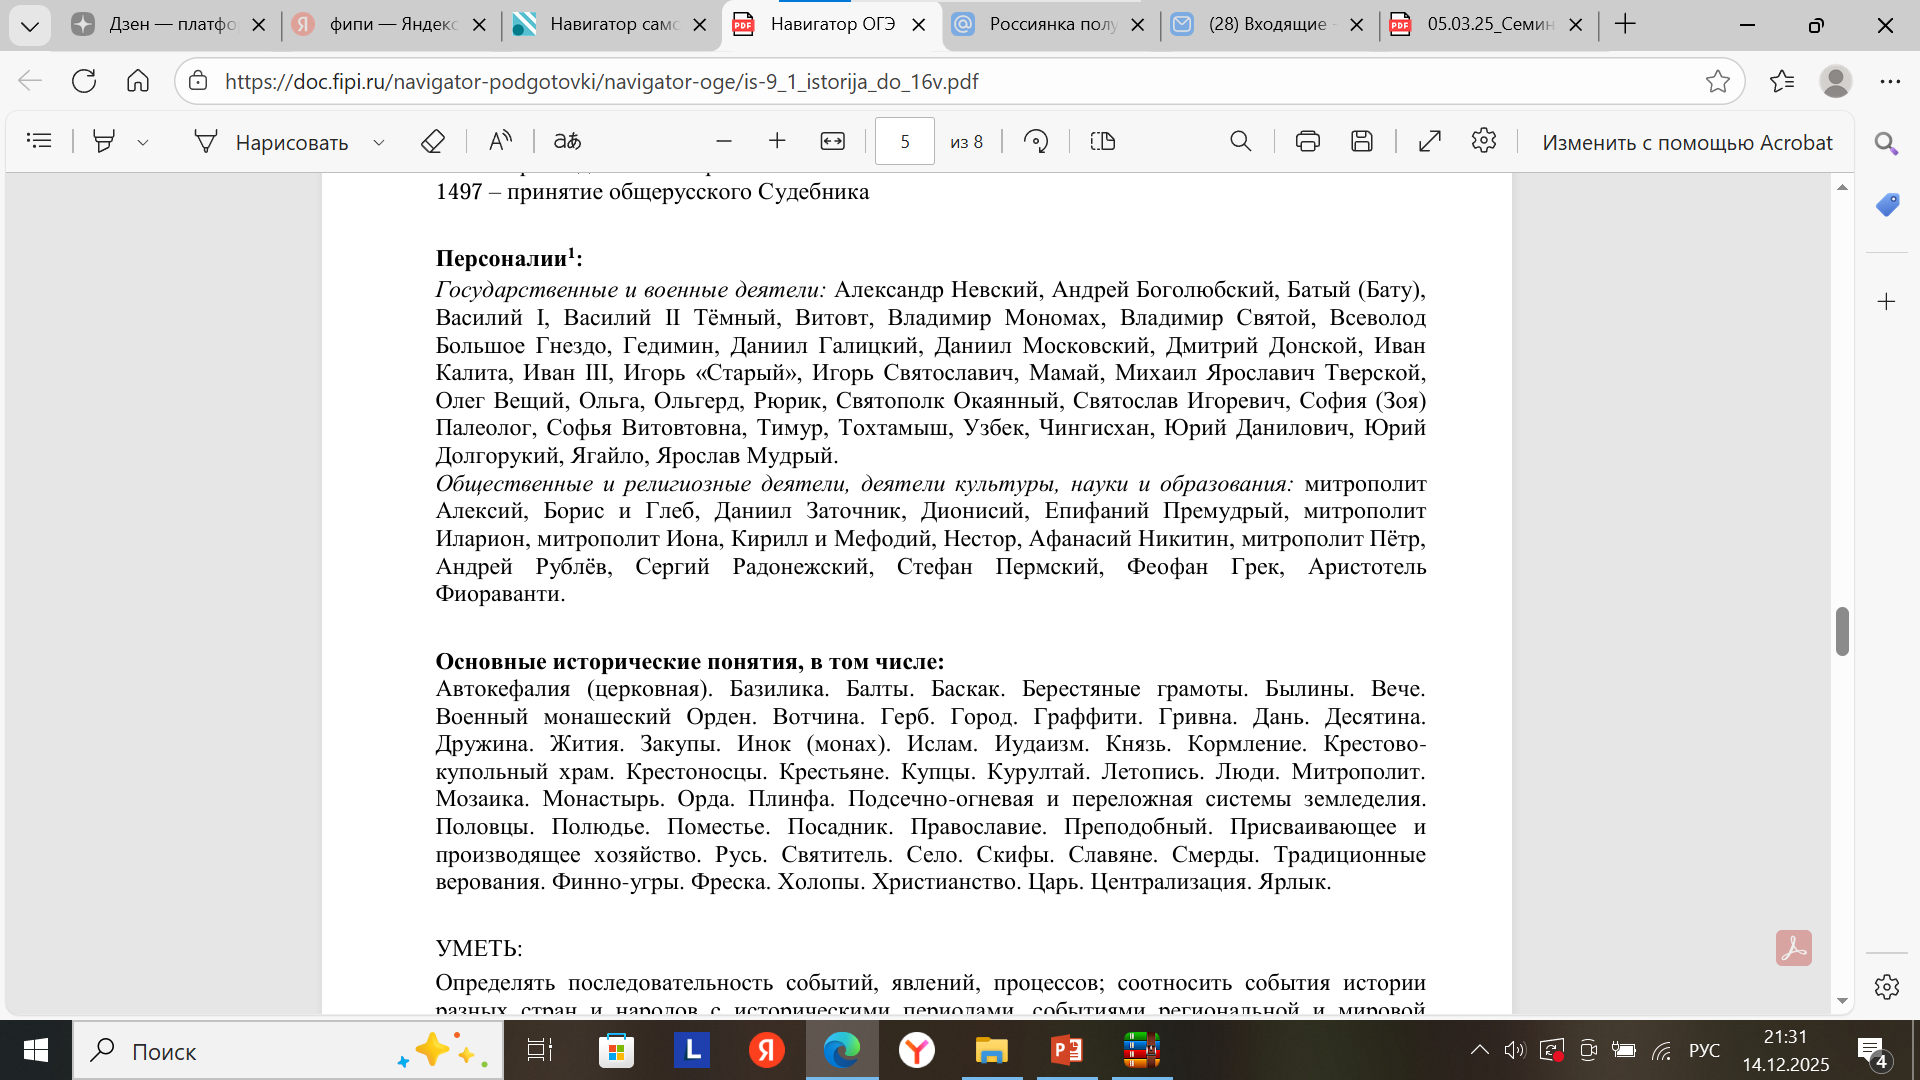 Дзен — платфо
фипи — Яндекс
Навигатор само
Навигатор ОГЭ
Россиянка полу
(28) Входящие -
05.03.25_Семин
https://doc.fipi.ru/navigator-podgotovki/navigator-oge/is-9_1_istorija_do_16v.pdf
Нарисовать
аあ
5
из 8
Изменить с помощью Acrobat
1497 – принятие общерусского Судебника
Персоналии¹:
Государственные и военные деятели: Александр Невский, Андрей Боголюбский, Батый (Бату),
Василий I, Василий II Тёмный, Витовт, Владимир Мономах, Владимир Святой, Всеволод
Большое Гнездо, Гедимин, Даниил Галицкий, Даниил Московский, Дмитрий Донской, Иван
Калита, Иван III, Игорь «Старый», Игорь Святославич, Мамай, Михаил Ярославич Тверской,
Олег Вещий, Ольга, Ольгерд, Рюрик, Святополк Окаянный, Святослав Игоревич, София (Зоя)
Палеолог, Софья Витовтовна, Тимур, Тохтамыш, Узбек, Чингисхан, Юрий Данилович, Юрий
Долгорукий, Ягайло, Ярослав Мудрый.
Общественные и религиозные деятели, деятели культуры, науки и образования: митрополит
Алексий, Борис и Глеб, Даниил Заточник, Дионисий, Епифаний Премудрый, митрополит
Иларион, митрополит Иона, Кирилл и Мефодий, Нестор, Афанасий Никитин, митрополит Пётр,
Андрей Рублёв, Сергий Радонежский, Стефан Пермский, Феофан Грек, Аристотель
Фиораванти.
Основные исторические понятия, в том числе:
Автокефалия (церковная). Базилика. Балты. Баскак. Берестяные грамоты. Былины. Вече.
Военный монашеский Орден. Вотчина. Герб. Город. Граффити. Гривна. Дань. Десятина.
Дружина. Жития. Закупы. Инок (монах). Ислам. Иудаизм. Князь. Кормление. Крестово-
купольный храм. Крестоносцы. Крестьяне. Купцы. Курултай. Летопись. Люди. Митрополит.
Мозаика. Монастырь. Орда. Плинфа. Подсечно-огневая и переложная системы земледелия.
Половцы. Полюдье. Поместье. Посадник. Православие. Преподобный. Присваивающее и
производящее хозяйство. Русь. Святитель. Село. Скифы. Славяне. Смерды. Традиционные
верования. Финно-угры. Фреска. Холопы. Христианство. Царь. Централизация. Ярлык.
УМЕТЬ:
Определять последовательность событий, явлений, процессов; соотносить события истории
разных стран и народов с историческими периодами, событиями региональной и мировой
Поиск
РУС
21:31
14.12.2025
4